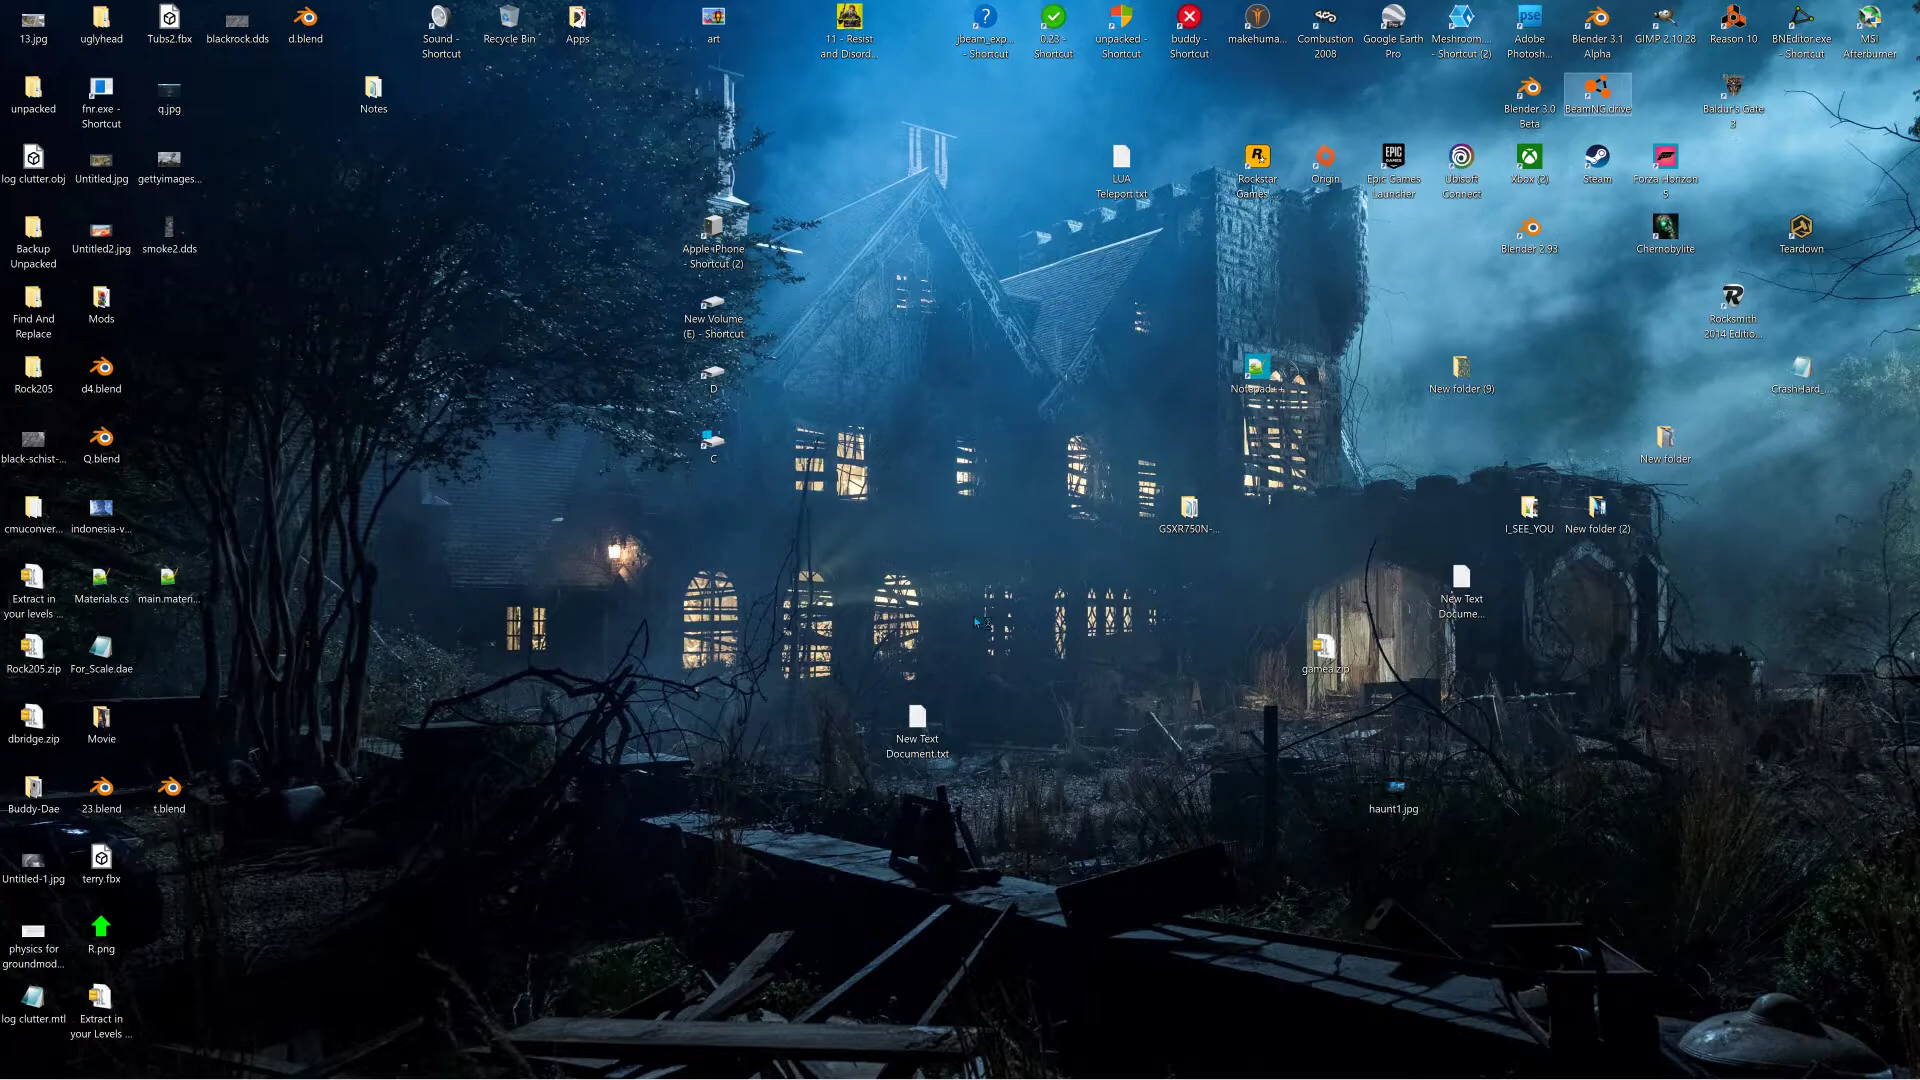 13.jpg
uglyhead
Tubs2.fbx
blackrock.dds
d.blend
Sound -
Shortcut
Recycle Bin
Apps
art
11 - Resist
and Disord...
jbeam_exp...
- Shortcut
0.23 -
Shortcut
unpacked -
Shortcut
buddy -
Shortcut
makehuma...
Combustion
2008
Google Earth
Pro
Meshroom....
- Shortcut (2)
Adobe
Photosh...
Blender 3.1
Alpha
GIMP 2.10.28
Reason 10
BNEditor.exe
- Shortcut
MSI
Afterburner
unpacked
fnr.exe -
Shortcut
q.jpg
Notes
Blender 3.0
Beta
BeamNG.drive
Baldur's Gate
3
log clutter.obj
Untitled.jpg
gettyimages...
LUA
Teleport.txt
Rockstar
Games ...
Origin
Epic Games
Launcher
Ubisoft
Connect
Xbox (2)
Steam
Forza Horizon
5
Backup
Unpacked
Untitled2.jpg
smoke2.dds
Apple iPhone
- Shortcut (2)
Blender 2.93
Chernobylite
Teardown
Find And
Replace
Mods
New Volume
(E) - Shortcut
Rocksmith
2014 Editio...
Rock205
d4.blend
D
Notepad++
New folder (9)
CrashHard_...
black-schist-...
Q.blend
C
New folder
cmuconver...
indonesia-v...
GSXR750N-...
I_SEE_YOU
New folder (2)
Extract in
your levels ...
Materials.cs
main.materi...
New Text
Docume...
Rock205.zip
For_Scale.dae
gamea.zip
dbridge.zip
Movie
New Text
Document.txt
Buddy-Dae
23.blend
t.blend
haunt1.jpg
Untitled-1.jpg
terry.fbx
physics for
groundmod...
R.png
log clutter.mtl
Extract in
your Levels ...